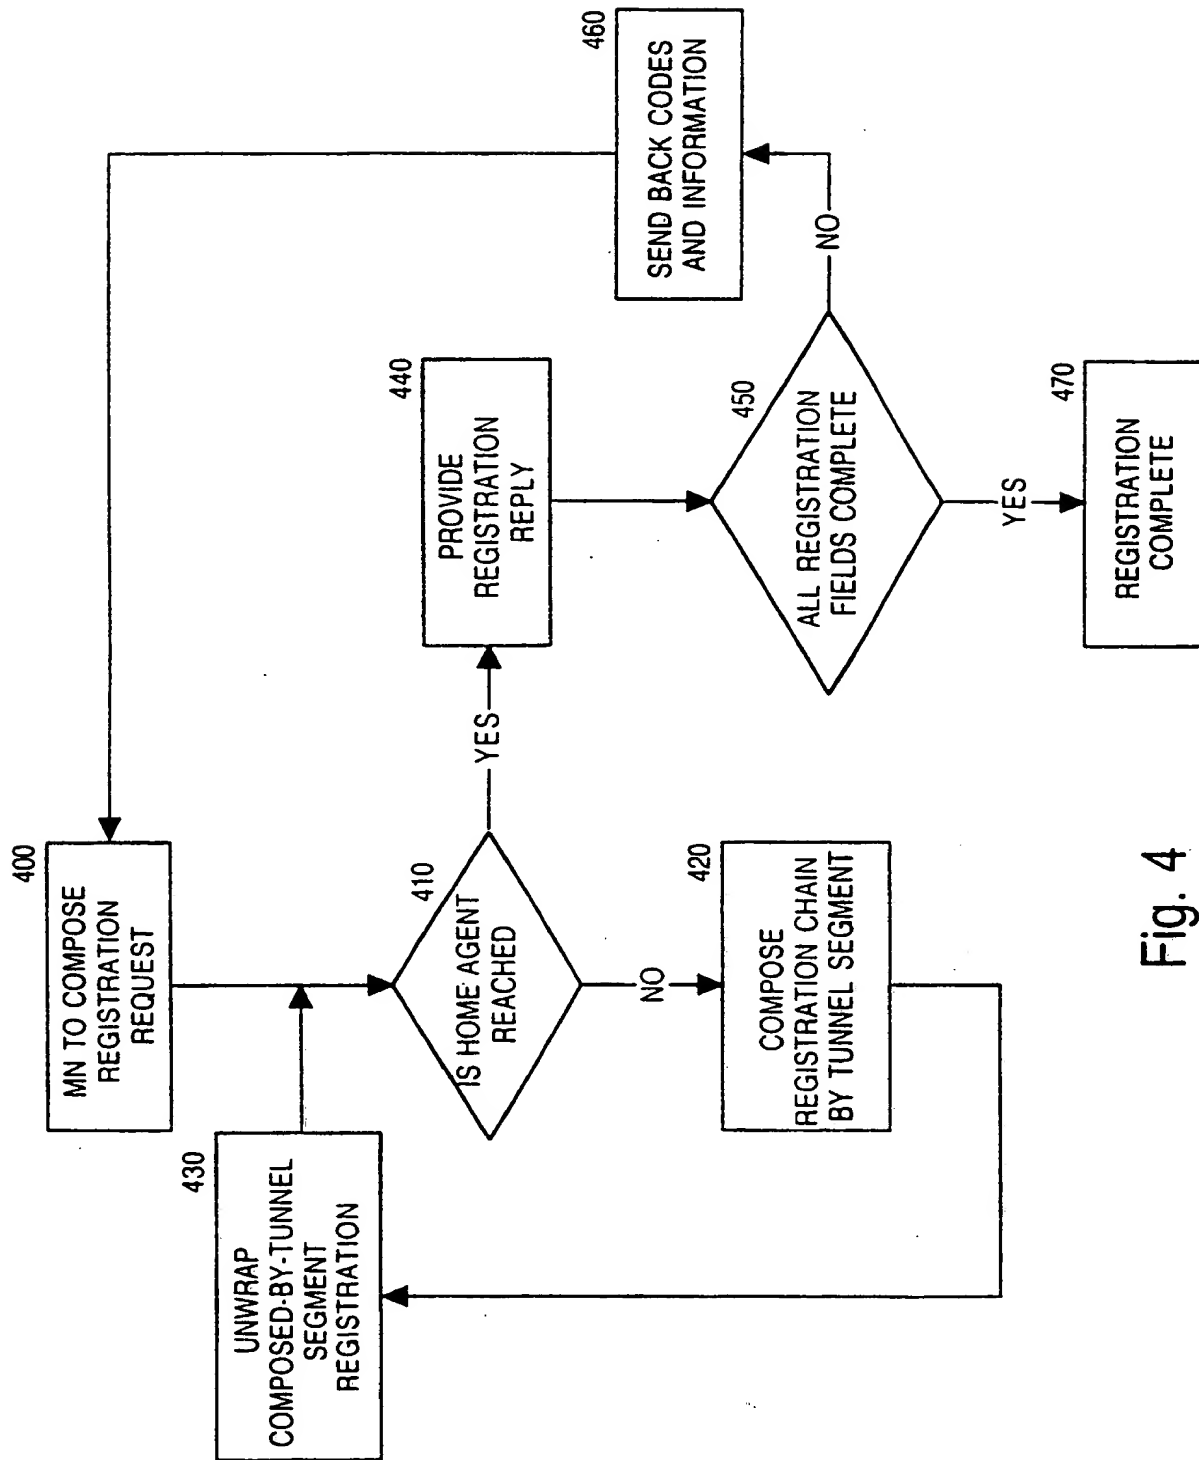 400
MN TO COMPOSE
REGISTRATION
REQUEST
430
UNWRAP
COMPOSED-BY-TUNNEL
SEGMENT
REGISTRATION
410
IS HOME AGENT
REACHED
YES
NO
420
COMPOSE
REGISTRATION CHAIN
BY TUNNEL SEGMENT
440
PROVIDE
REGISTRATION
REPLY
450
ALL REGISTRATION
FIELDS COMPLETE
NO
YES
460
SEND BACK CODES
AND INFORMATION
470
REGISTRATION
COMPLETE
Fig. 4